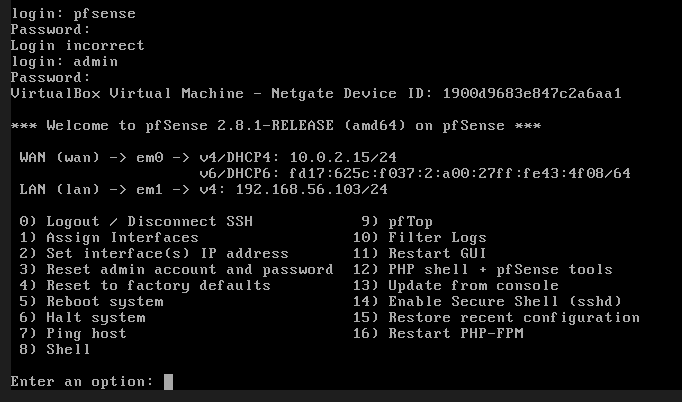 login: pfsense
Password:
Login incorrect
login: admin
Password:
VirtualBox Virtual Machine - Netgate Device ID: 1900d9683e847c2a6aa1
*** Welcome to pfSense 2.8.1-RELEASE (amd64) on pfSense ***
WAN (wan) -> em0 -> v4/DHCP4: 10.0.2.15/24
v6/DHCP6: fd17:625c:f037:2:a00:27ff:fe43:4f08/64
LAN (lan) -> em1 -> v4: 192.168.56.103/24
0) Logout / Disconnect SSH 9) pfTop
1) Assign Interfaces 10) Filter Logs
2) Set interface(s) IP address 11) Restart GUI
3) Reset admin account and password 12) PHP shell + pfSense tools
4) Reset to factory defaults 13) Update from console
5) Reboot system 14) Enable Secure Shell (sshd)
6) Halt system 15) Restore recent configuration
7) Ping host 16) Restart PHP-FPM
8) Shell
Enter an option: